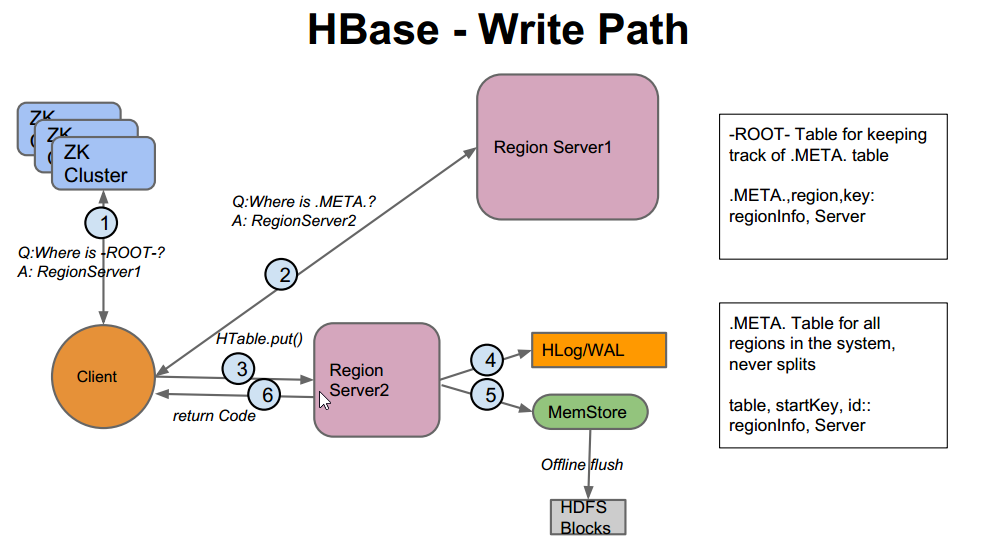 HBase - Write Path
ZK
ZK
ZK
Cluster
1
Q:Where is -ROOT-?
A: RegionServer1
Q:Where is .META.?
A: RegionServer2
2
Region Server1
Client
HTable.put()
3
6
return Code
Region
Server2
4
5
HLog/WAL
MemStore
Offline flush
HDFS
Blocks
-ROOT- Table for keeping
track of .META. table
.META.,region,key:
regionInfo, Server
.META. Table for all
regions in the system,
never splits
table, startKey, id::
regionInfo, Server